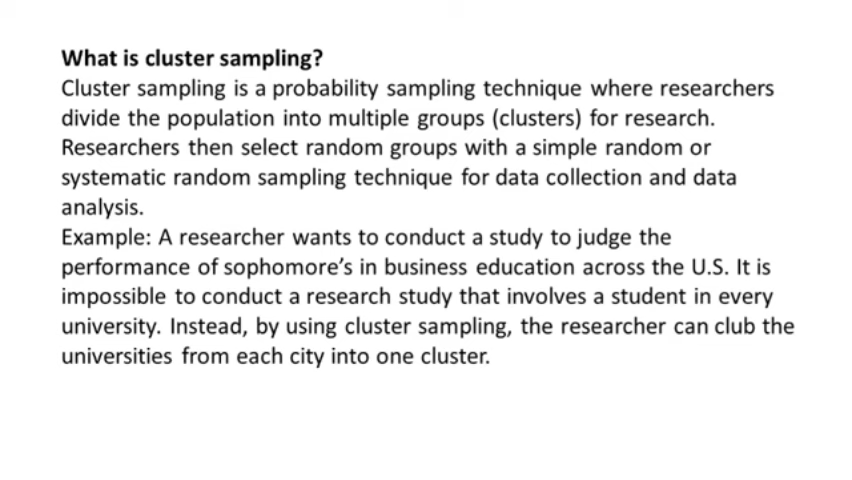 What is cluster sampling?
Cluster sampling is a probability sampling technique where researchers
divide the population into multiple groups (clusters) for research.
Researchers then select random groups with a simple random or
systematic random sampling technique for data collection and data
analysis.
Example: A researcher wants to conduct a study to judge the
performance of sophomore’s in business education across the U.S. It is
impossible to conduct a research study that involves a student in every
university. Instead, by using cluster sampling, the researcher can club the
universities from each city into one cluster.